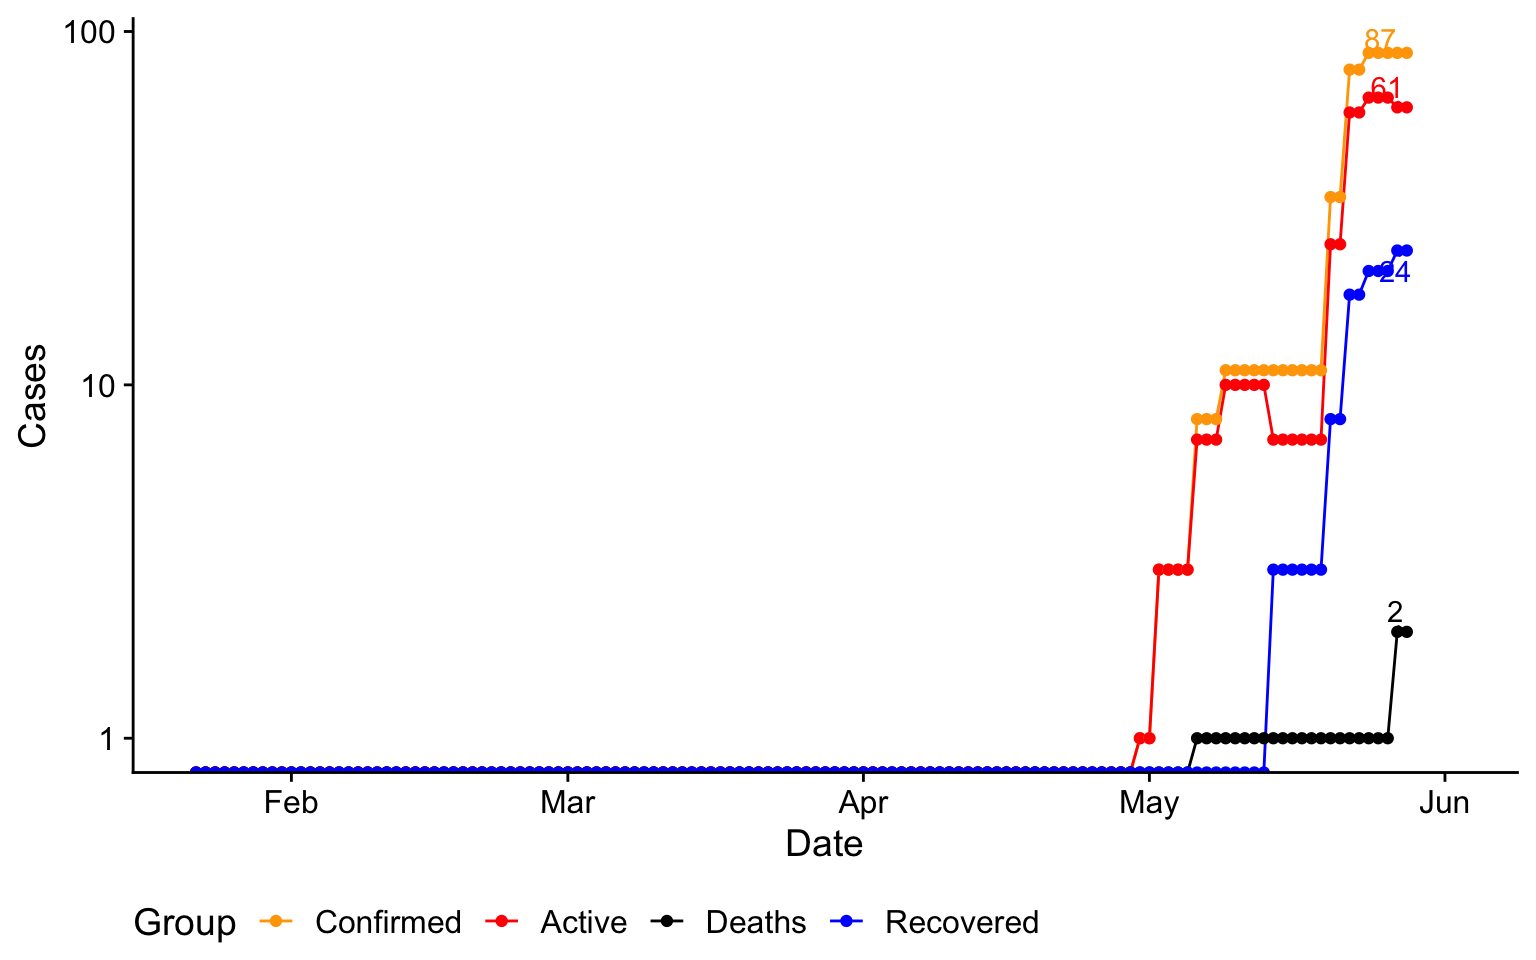 100
10
1
Cases
87
61
24
2
Feb Mar Apr May Jun
Date
Group Confirmed Active Deaths Recovered